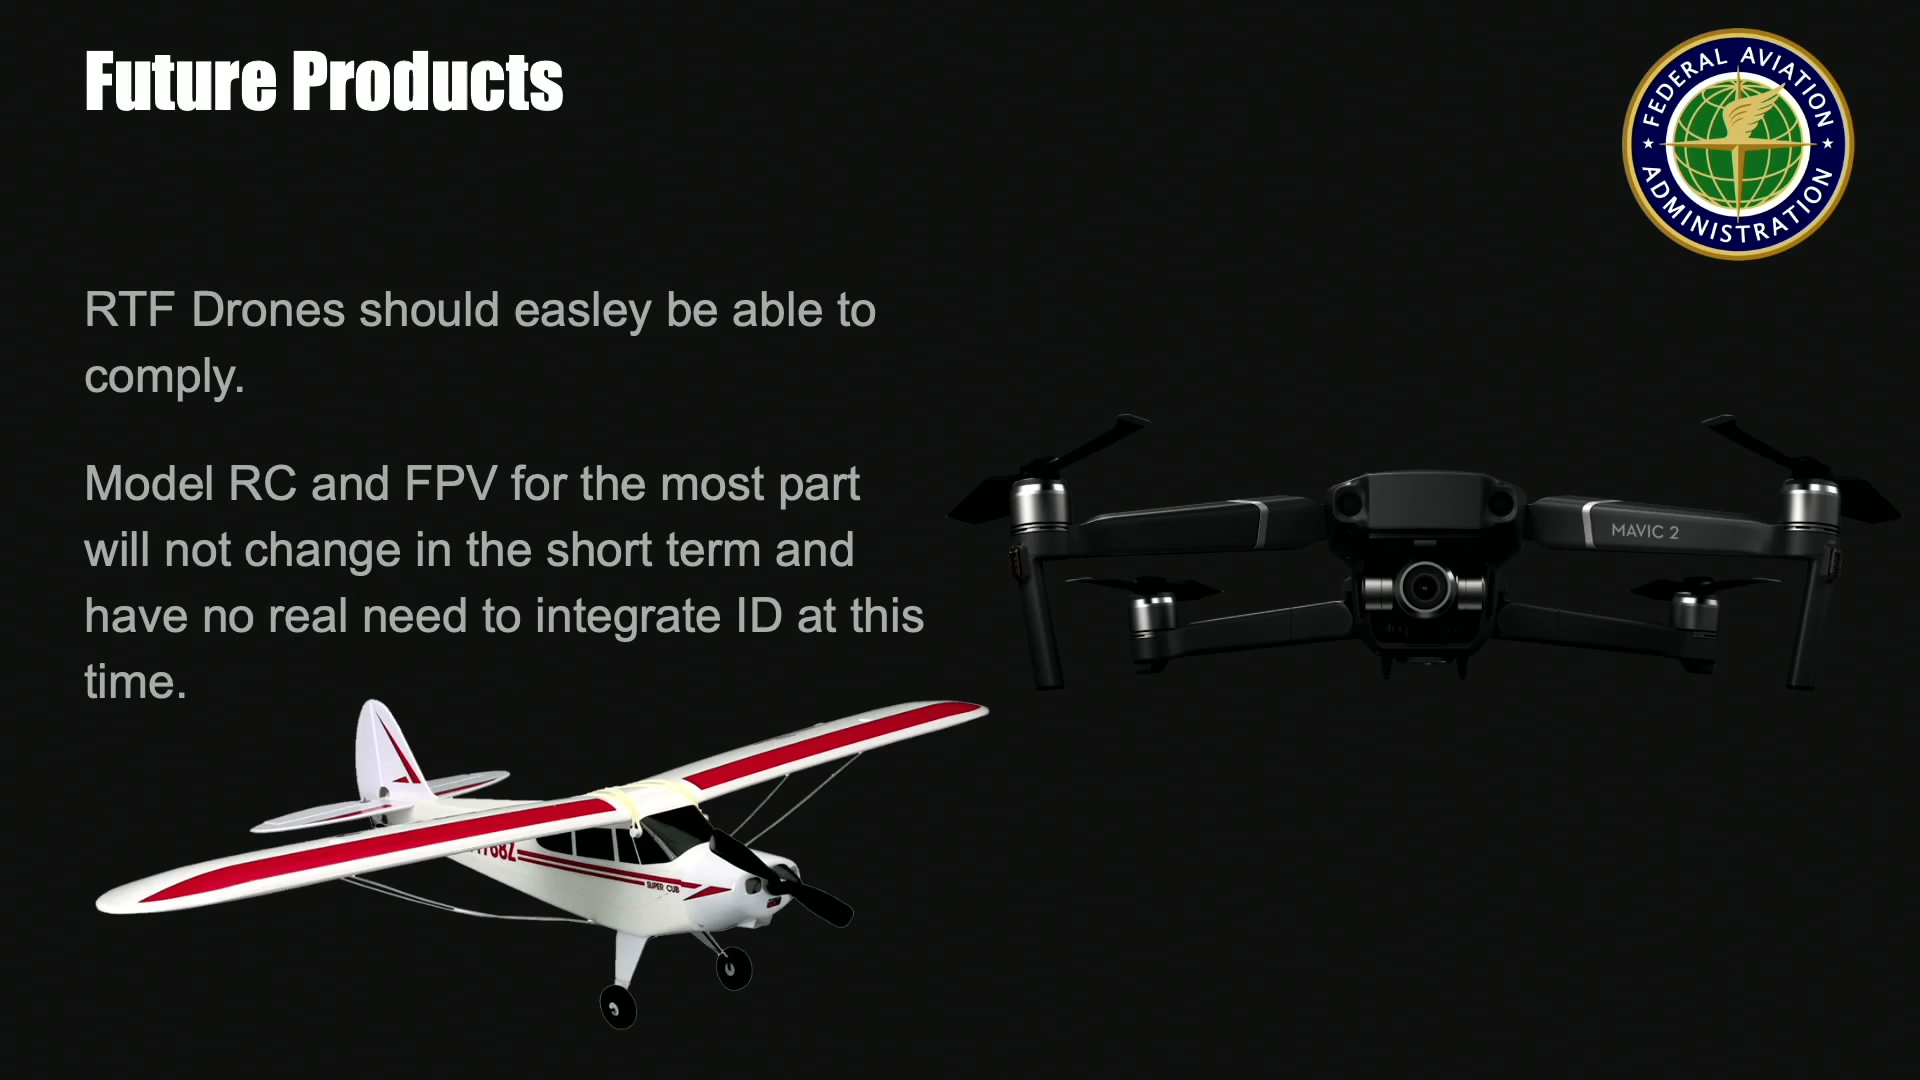 Future Products
FEDERAL AVIATION
ADMINISTRATION
RTF Drones should easley be able to
comply.
Model RC and FPV for the most part
will not change in the short term and
have no real need to integrate ID at this
time.
MAVIC 2
SUPER CUB